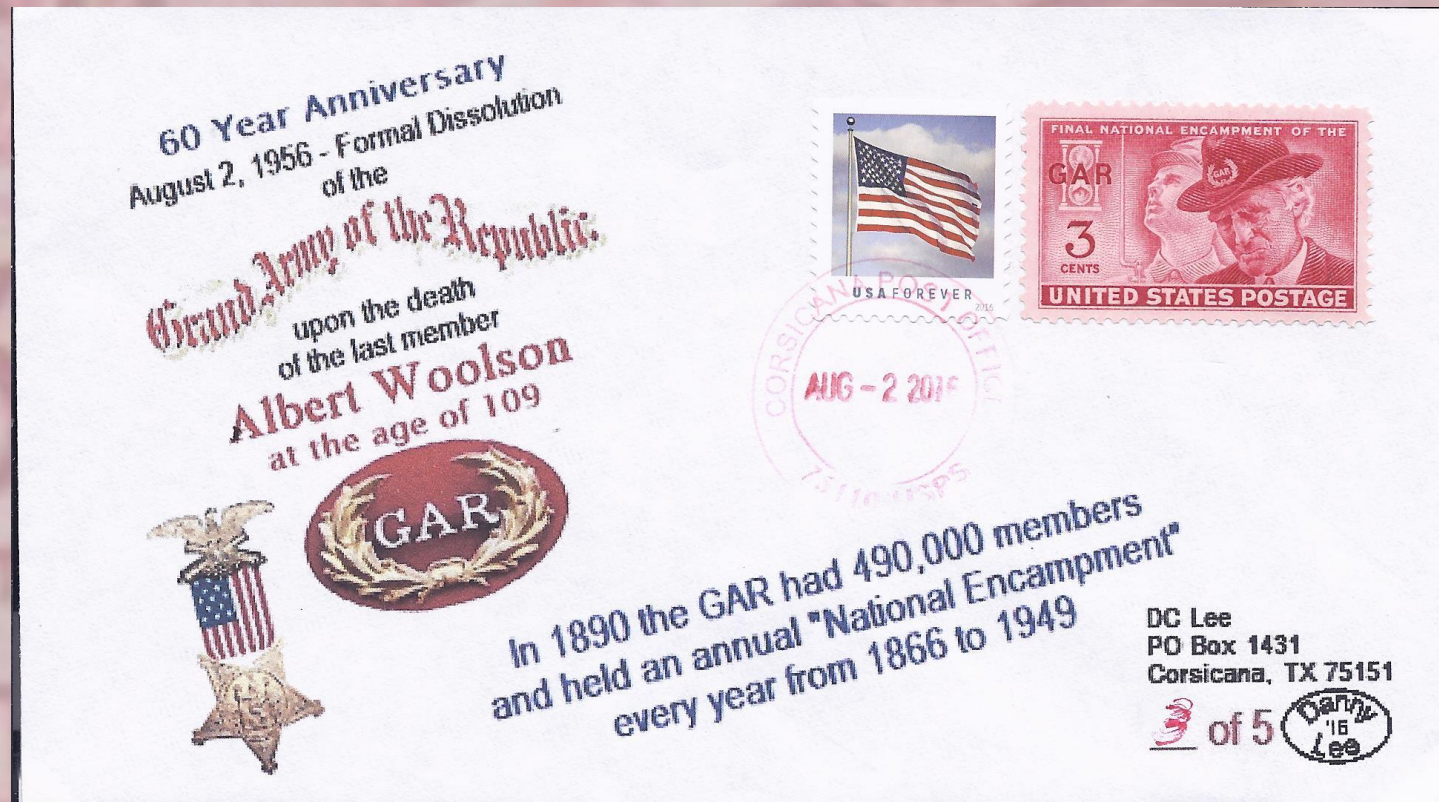 60 Year Anniversary
August 2, 1956 - Formal Dissolution
of the
Grand Army of the Republic
upon the death
of the last member
Albert Woolson
at the age of 109
GAR
USA FOREVER
2016
FINAL NATIONAL ENCAMPMENT OF THE
GAR
GAR
3
CENTS
UNITED STATES POSTAGE
CORSICANA POST OFFICE
AUG - 2 2016
75110 USPS
In 1890 the GAR had 490,000 members
and held an annual "National Encampment"
every year from 1866 to 1949
DC Lee
PO Box 1431
Corsicana, TX 75151
3 of 5
Danny
'16
Lee